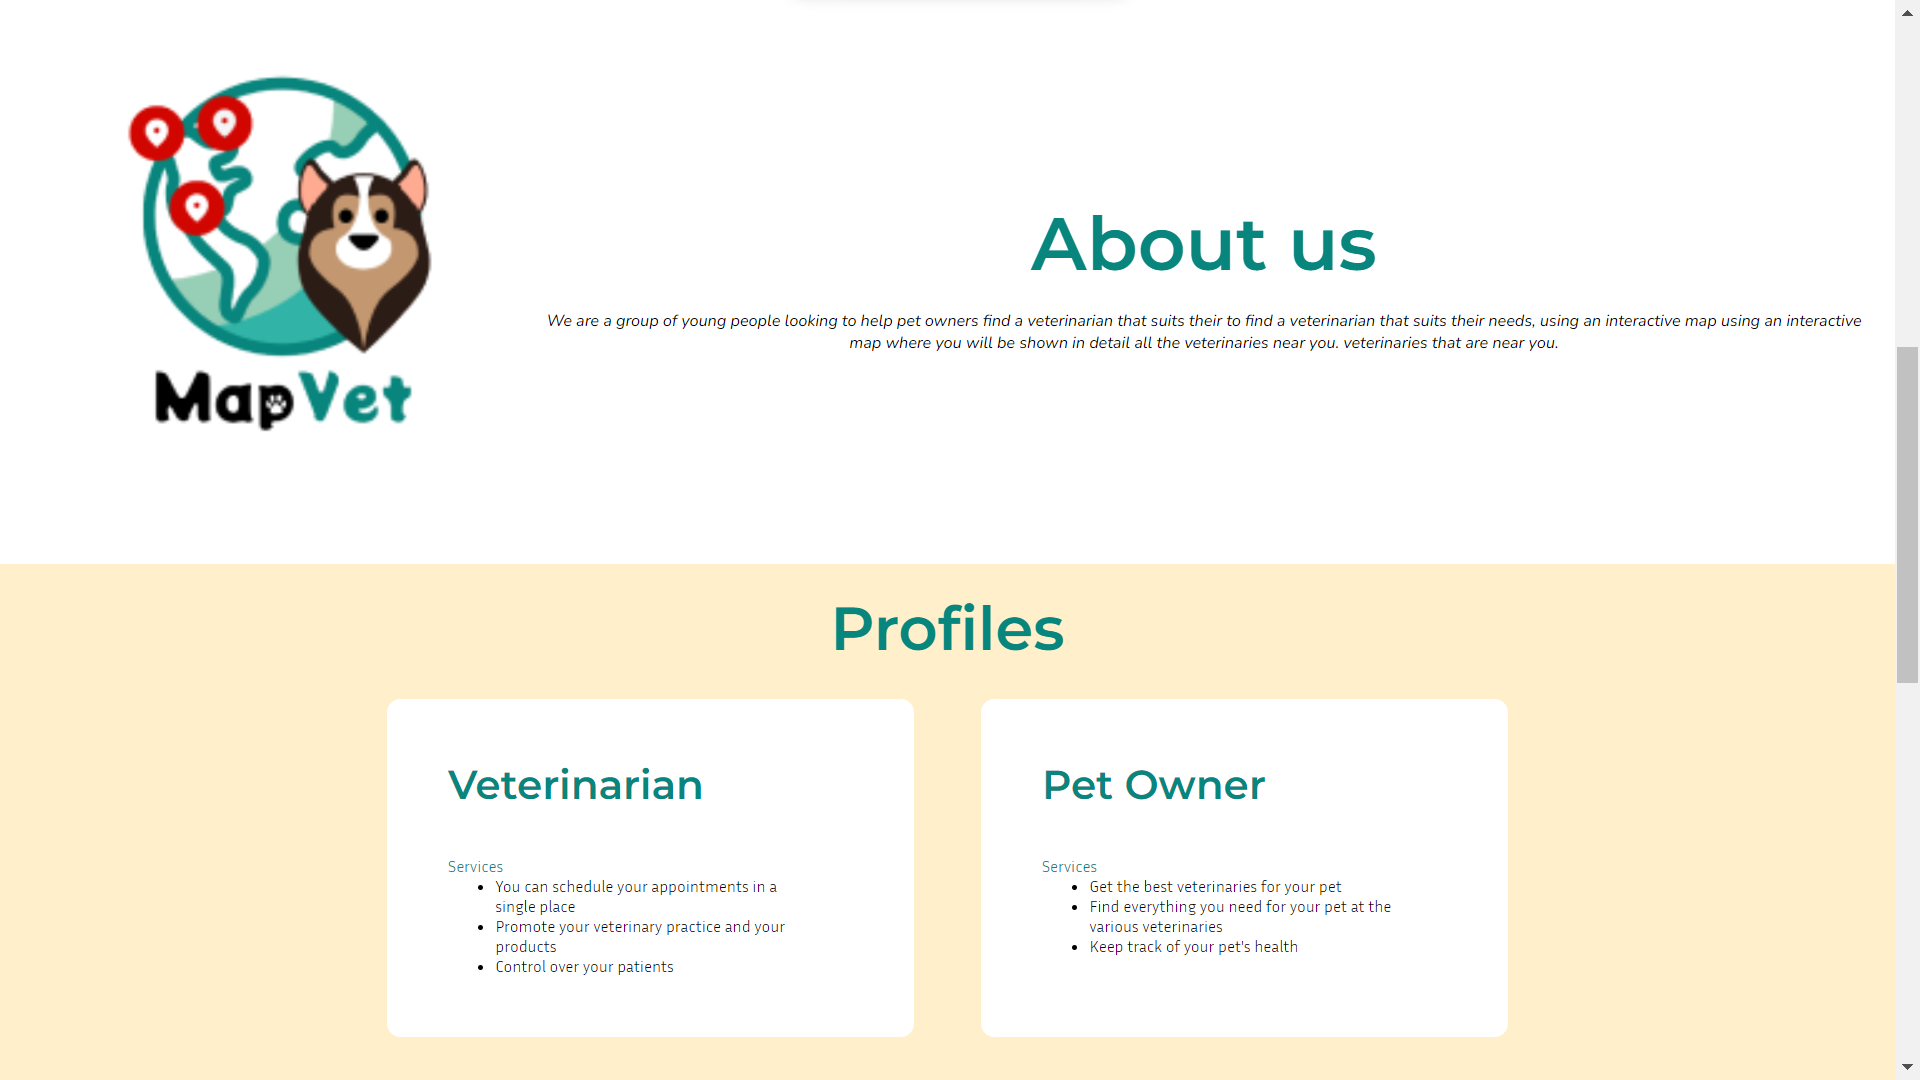 MapVet
About us
We are a group of young people looking to help pet owners find a veterinarian that suits their to find a veterinarian that suits their needs, using an interactive map using an interactive
map where you will be shown in detail all the veterinaries near you. veterinaries that are near you.
Profiles
Veterinarian
Services
You can schedule your appointments in a
single place
Promote your veterinary practice and your
products
Control over your patients
Pet Owner
Services
Get the best veterinaries for your pet
Find everything you need for your pet at the
various veterinaries
Keep track of your pet's health